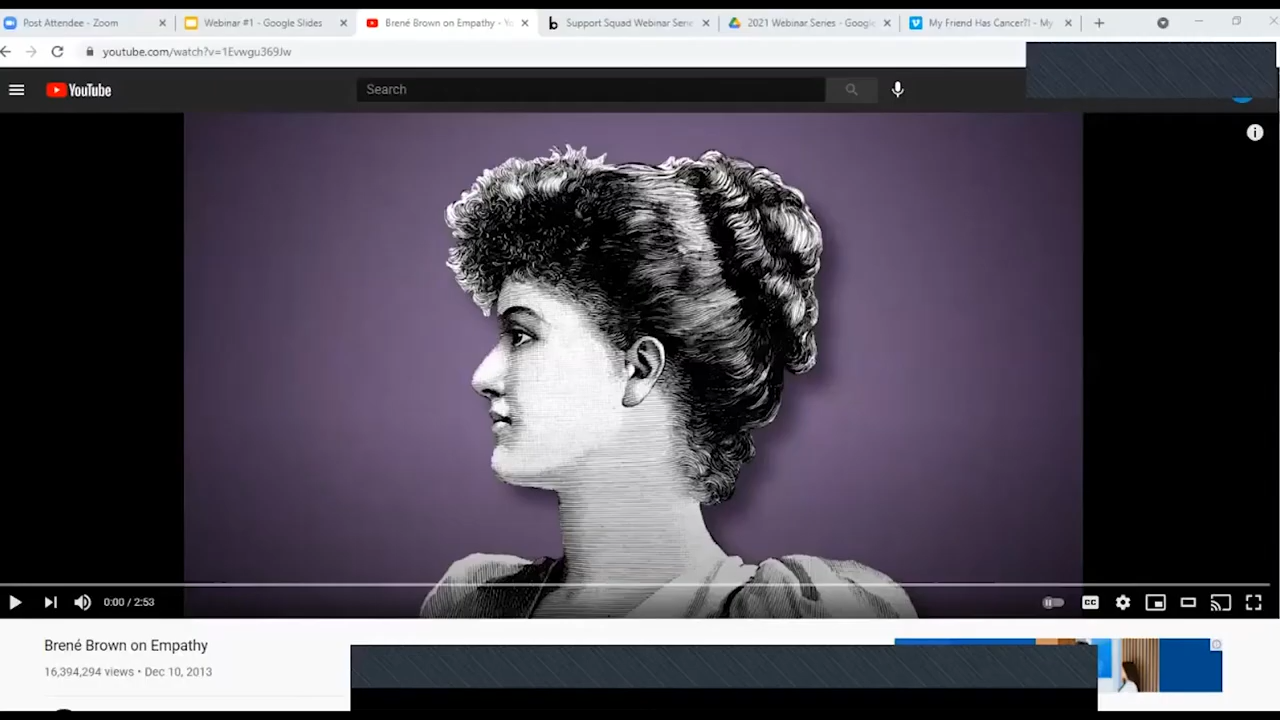 Post Attendee - Zoom
Webinar #1 - Google Slides
Brené Brown on Empathy - Yo
Support Squad Webinar Serie
2021 Webinar Series - Google
My Friend Has Cancer?! - My
youtube.com/watch?v=1Evwgu369Jw
YouTube
Search
0:00 / 2:53
CC
Brené Brown on Empathy
16,394,294 views • Dec 10, 2013